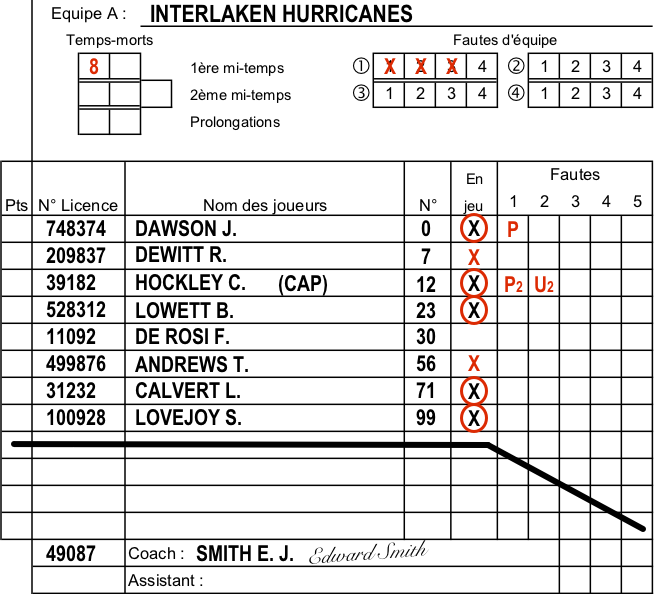 Equipe A : INTERLAKEN HURRICANES
Temps-morts Fautes d'équipe
8 1ère mi-temps ① X X X 4 ② 1 2 3 4
2ème mi-temps ③ 1 2 3 4 ④ 1 2 3 4
Prolongations
En Fautes
Pts N° Licence Nom des joueurs N° jeu 1 2 3 4 5
748374 DAWSON J. 0 X P
209837 DEWITT R. 7 X
39182 HOCKLEY C. (CAP) 12 X P2 U2
528312 LOWETT B. 23 X
11092 DE ROSI F. 30
499876 ANDREWS T. 56 X
31232 CALVERT L. 71 X
100928 LOVEJOY S. 99 X
49087 Coach : SMITH E. J. Edward Smith
Assistant :